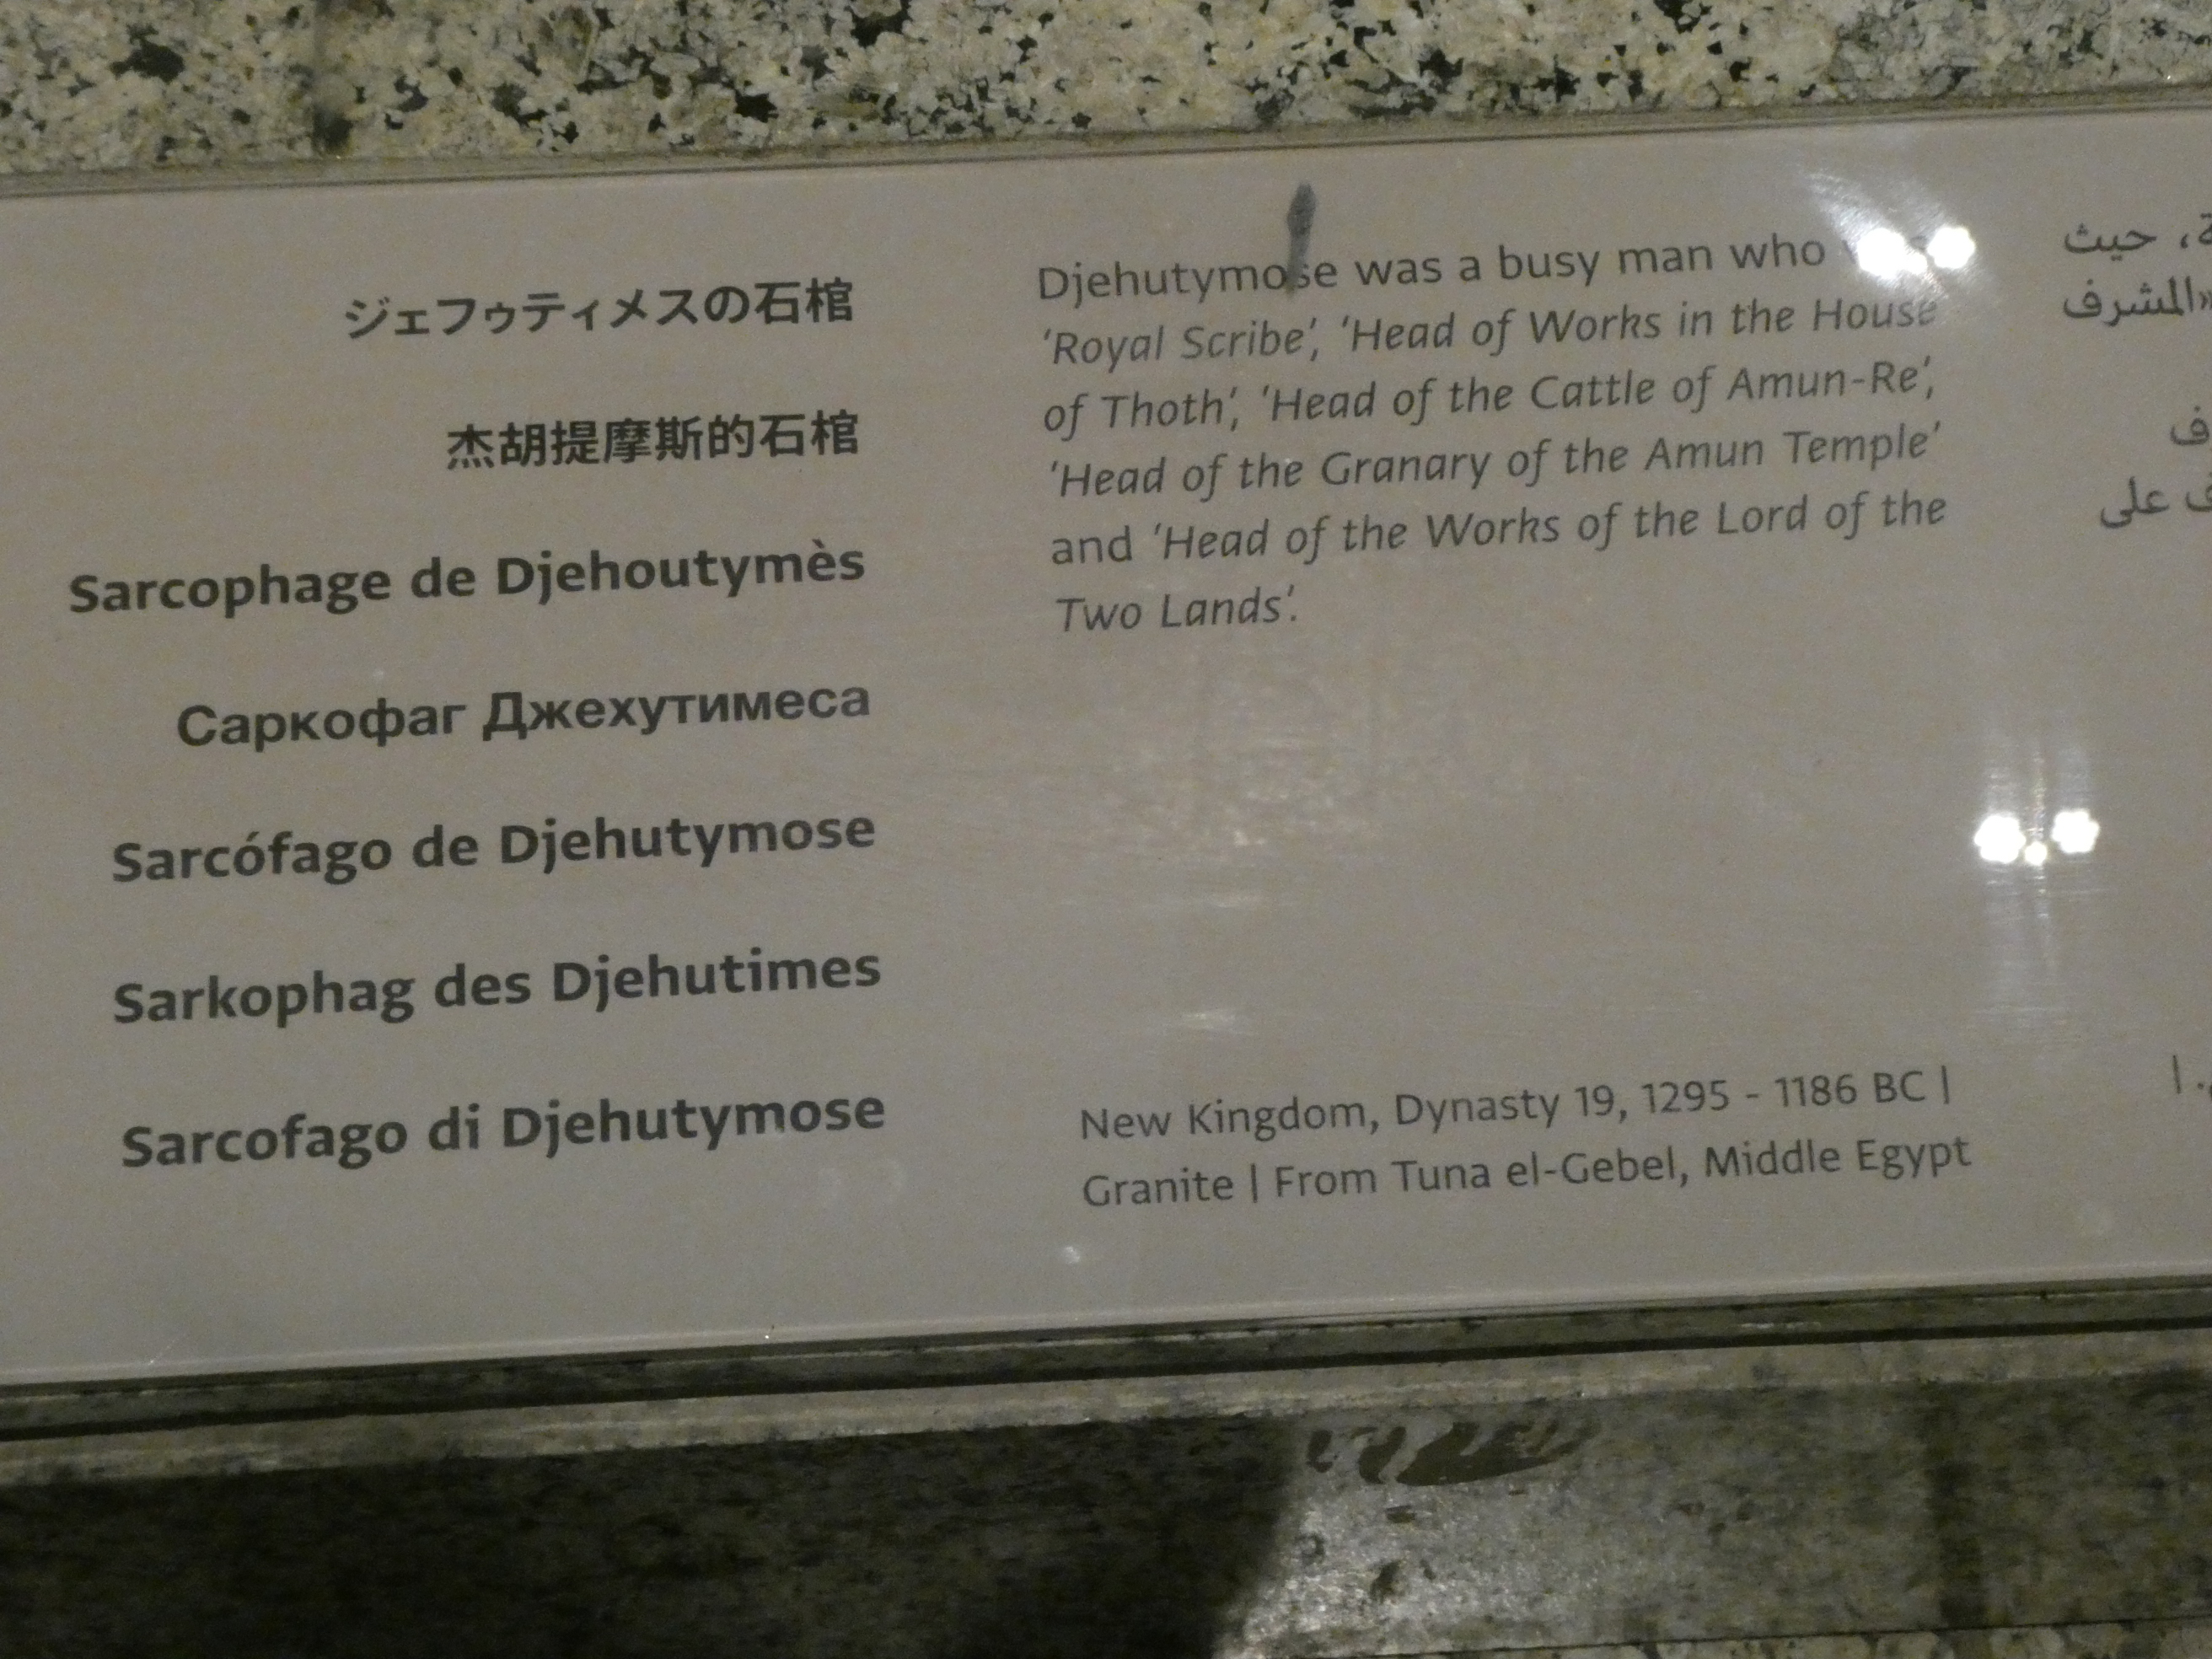 ジェフゥティメスの石棺
杰胡提摩斯的石棺
Sarcophage de Djehoutymès
Саркофаг Джехутимеса
Sarcófago de Djehutymose
Sarkophag des Djehutimes
Sarcofago di Djehutymose
Djehutymose was a busy man who
‘Royal Scribe’, ‘Head of Works in the House
of Thoth’, ‘Head of the Cattle of Amun-Re’,
‘Head of the Granary of the Amun Temple’
and ‘Head of the Works of the Lord of the
Two Lands’.
New Kingdom, Dynasty 19, 1295 - 1186 BC |
Granite | From Tuna el-Gebel, Middle Egypt
حيث
«المشرف
على